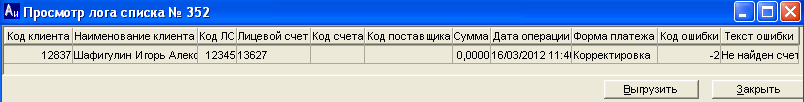 Просмотр лога списка № 352
Код клиента Наименование клиента Код ЛС Лицевой счет Код счета Код поставщика Сумма Дата операции Форма платежа Код ошибки Текст ошибки
12837 Шафигулин Игорь Алекс 12345 13627 0,0000 16/03/2012 11:4 Корректировка -2 Не найден счет
Выгрузить Закрыть